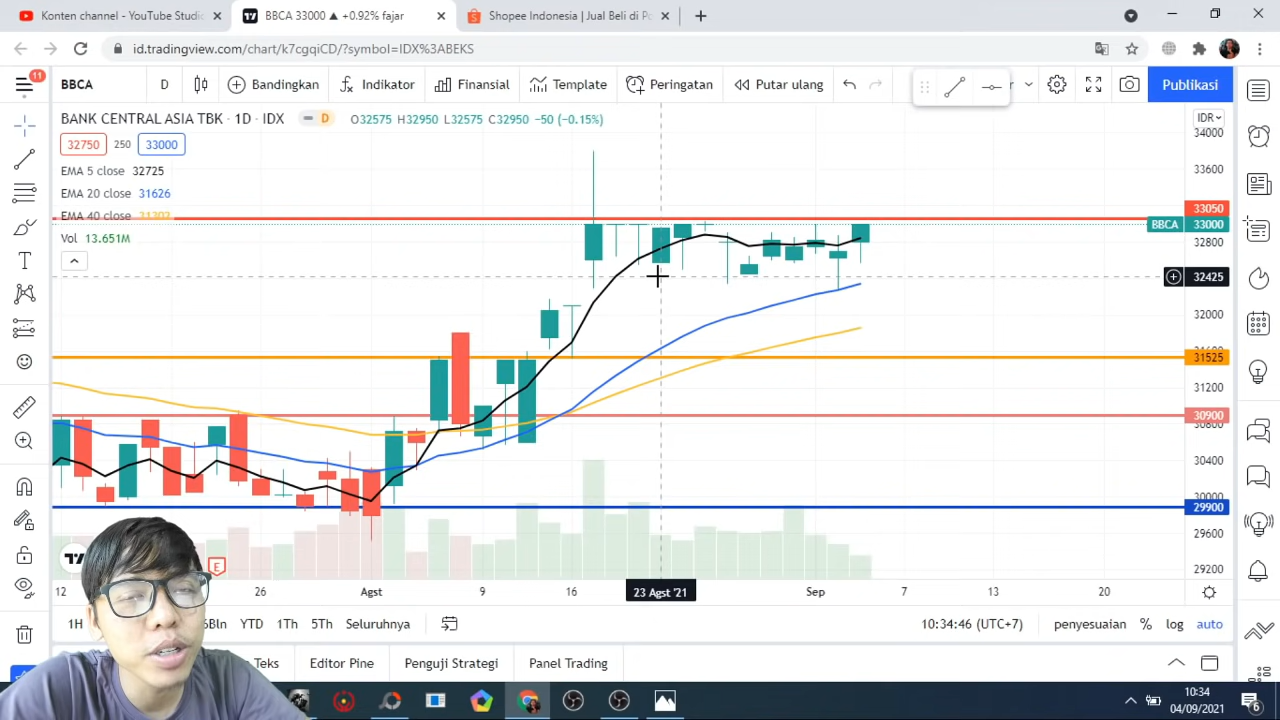 Konten channel - YouTube Studio
BBCA 33000 ▲ +0.92% fajar
Shopee Indonesia | Jual Beli di Po
id.tradingview.com/chart/k7cgqiCD/?symbol=IDX%3ABEKS
11
BBCA
D
Bandingkan
Indikator
Finansial
Template
Peringatan
Putar ulang
Publikasi
BANK CENTRAL ASIA TBK · 1D · IDX
D
O32575 H32950 L32575 C32950 −50 (−0.15%)
IDR
32750 250 33000
EMA 5 close 32725
EMA 20 close 31626
EMA 40 close
Vol 13.651M
34000
33600
33050
BBCA 33000
32800
32425
32000
31525
31200
30900
30400
30000
29900
29600
29200
E
12 26 Agst 9 16 23 Agst '21 Sep 7 13 20
YTD 1Th 5Th Seluruhnya
10:34:46 (UTC+7)
penyesuaian % log auto
Teks
Editor Pine
Penguji Strategi
Panel Trading
10:34
04/09/2021
6